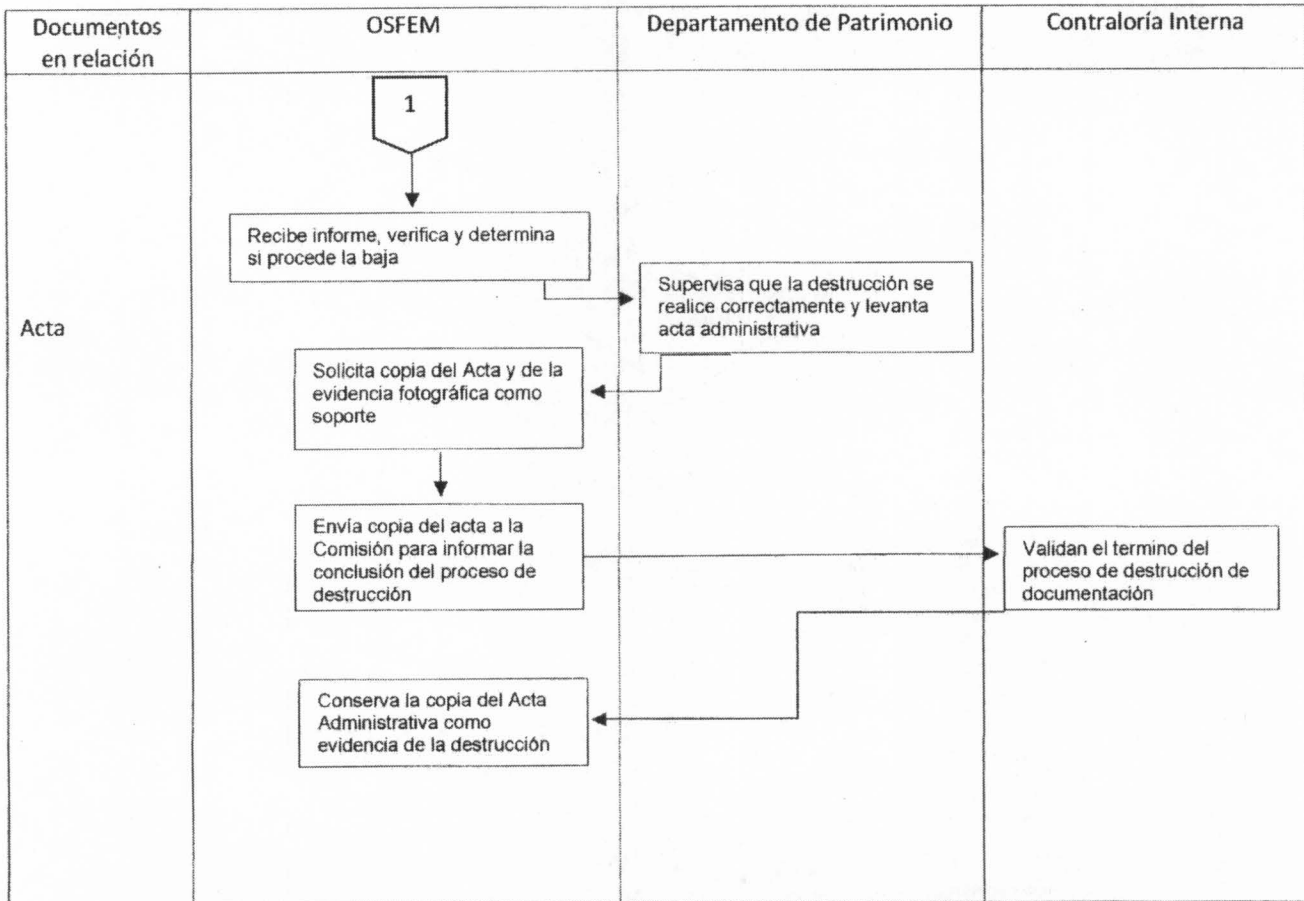 Documentos
en relación
OSFEM
Departamento de Patrimonio
Contraloría Interna
1
Recibe informe, verifica y determina
si procede la baja
Supervisa que la destrucción se
realice correctamente y levanta
acta administrativa
Acta
Solicita copia del Acta y de la
evidencia fotográfica como
soporte
Envía copia del acta a la
Comisión para informar la
conclusión del proceso de
destrucción
Validan el termino del
proceso de destrucción de
documentación
Conserva la copia del Acta
Administrativa como
evidencia de la destrucción